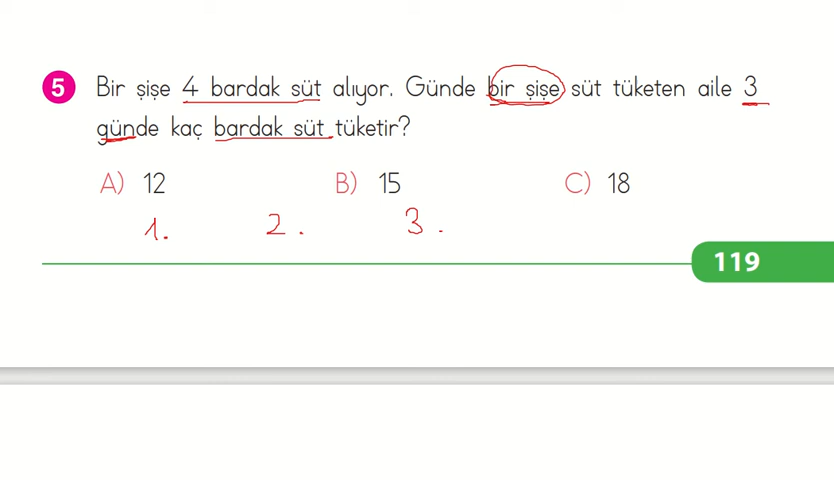 5 Bir şişe 4 bardak süt alıyor. Günde bir şişe süt tüketen aile 3
günde kaç bardak süt tüketir?
A) 12 B) 15 C) 18
1. 2. 3.
119